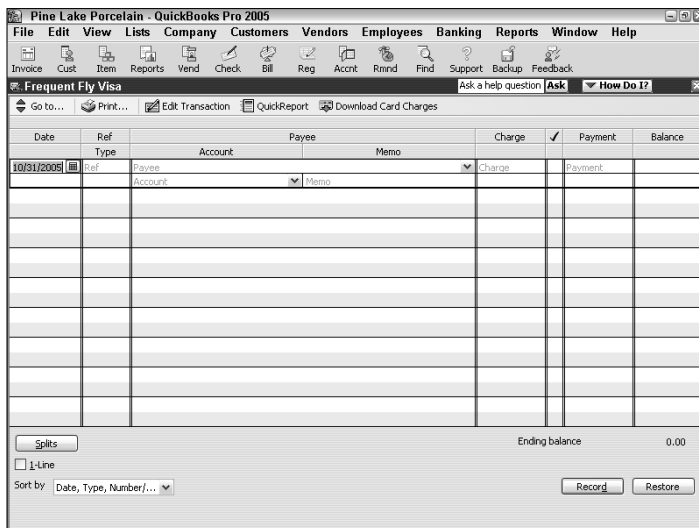 Pine Lake Porcelain - QuickBooks Pro 2005
File Edit View Lists Company Customers Vendors Employees Banking Reports Window Help
Invoice Cust Item Reports Vend Check Bill Reg Accnt Rmnd Find Support Backup Feedback
Frequent Fly Visa Ask a help question Ask How Do I?
Go to... Print... Edit Transaction QuickReport Download Card Charges
Date Ref Payee Charge ✓ Payment Balance
Type Account Memo
10/31/2005 Ref Payee Charge Payment
Account Memo
Splits Ending balance 0.00
1-Line
Sort by Date, Type, Number/... Record Restore